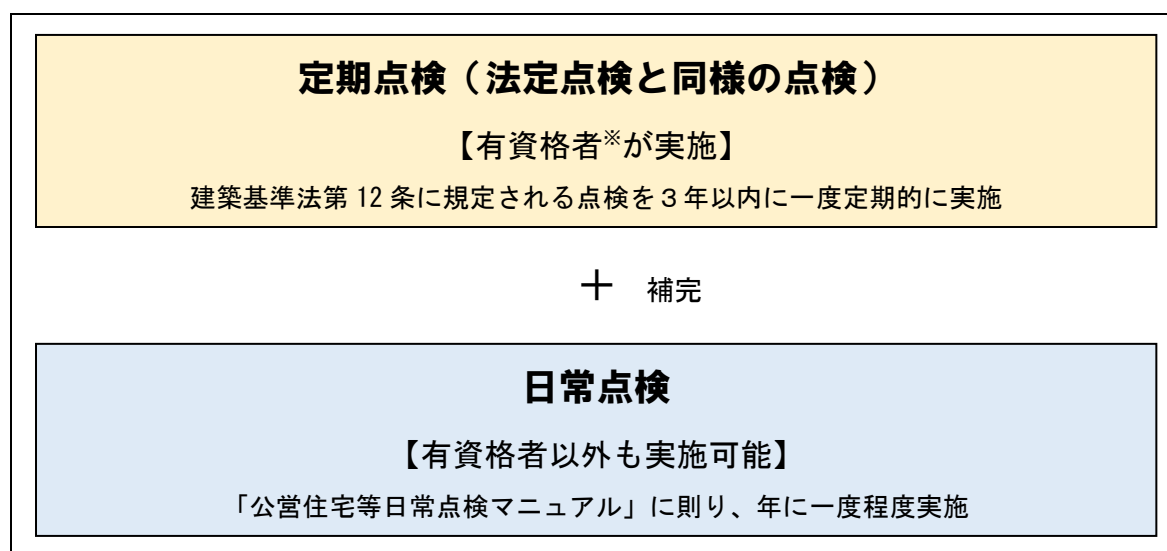 定期点検（法定点検と同様の点検）
【有資格者※が実施】
建築基準法第 12 条に規定される点検を３年以内に一度定期的に実施
＋ 補完
日常点検
【有資格者以外も実施可能】
「公営住宅等日常点検マニュアル」に則り、年に一度程度実施